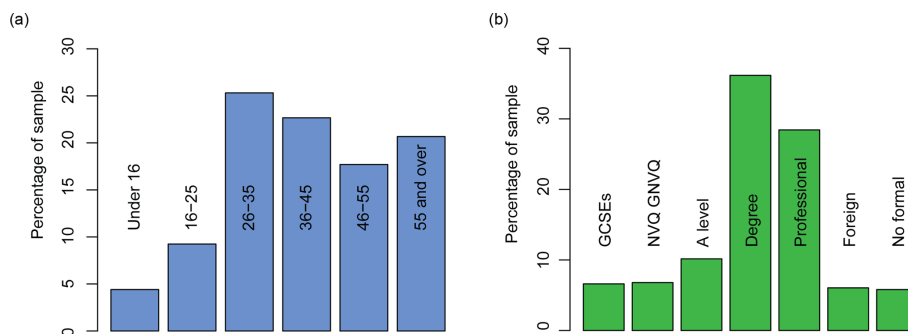 (a)
Percentage of sample
30
25
20
15
10
5
0
Under 16
16−25
26−35
36−45
46−55
55 and over
(b)
Percentage of sample
40
30
20
10
0
GCSEs
NVQ GNVQ
A level
Degree
Professional
Foreign
No formal